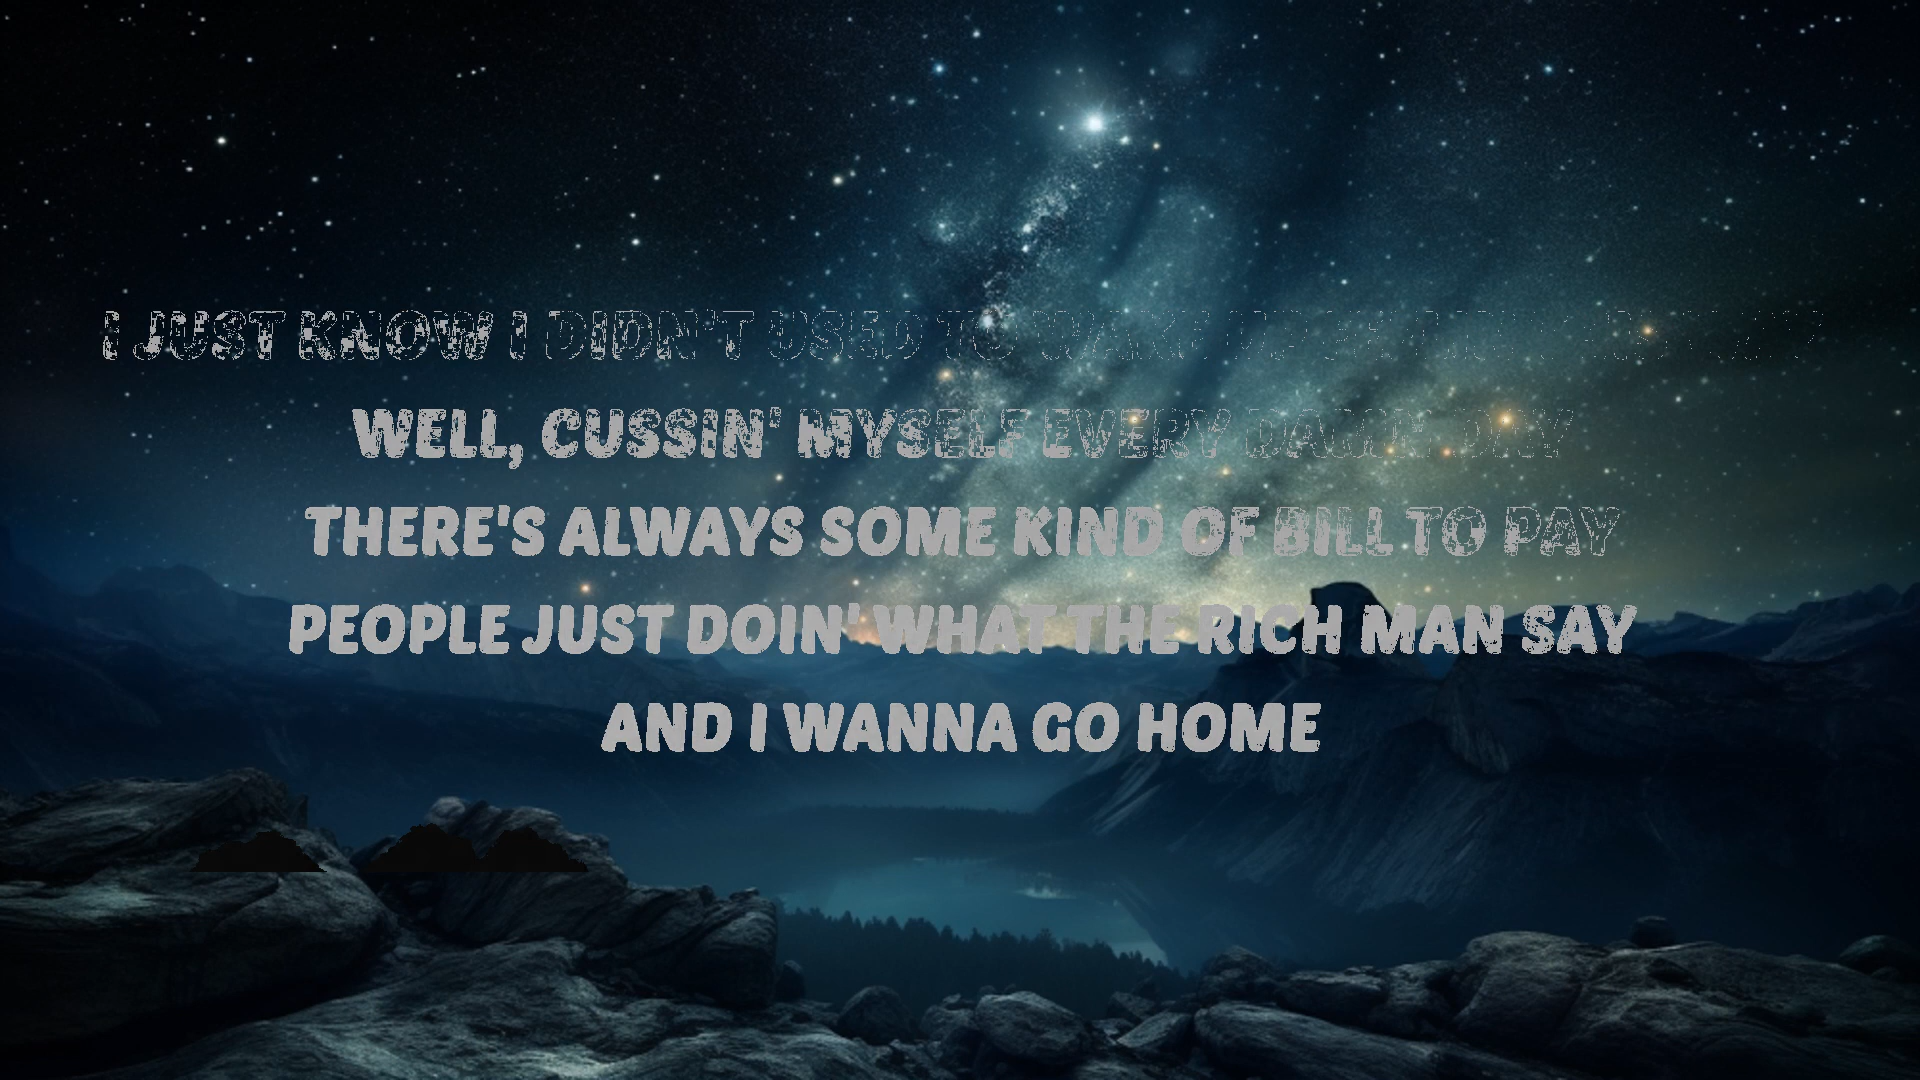 I JUST KNOW I DIDN'T USED TO WAKE
WELL, CUSSIN' MYSELF EVERY DAMN DAY
THERE'S ALWAYS SOME KIND OF BILL TO PAY
PEOPLE JUST DOIN' WHAT THE RICH MAN SAY
AND I WANNA GO HOME